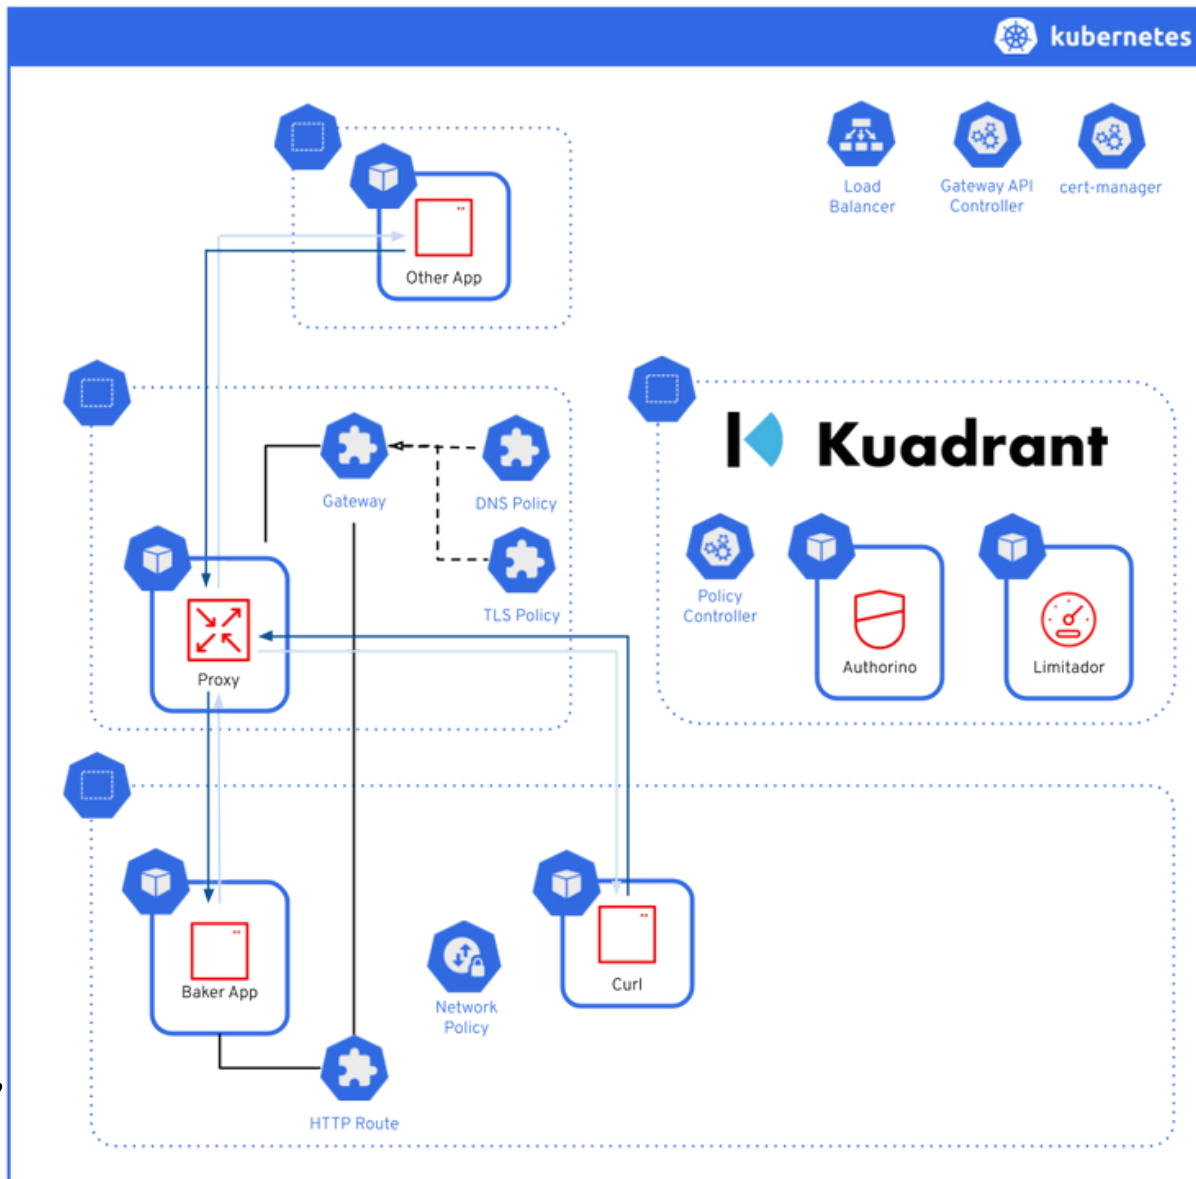 kubernetes
Load
Balancer
Gateway API
Controller
cert-manager
Other App
Kuadrant
Gateway
DNS Policy
TLS Policy
Policy
Controller
Authorino
Limitador
Proxy
Baker App
Network
Policy
Curl
HTTP Route